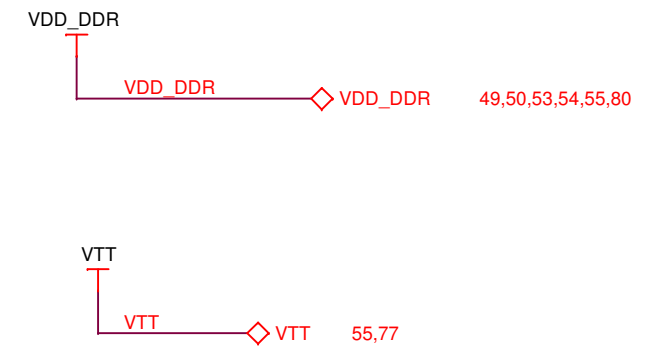 VDD_DDR
VDD_DDR
VDD_DDR 49,50,53,54,55,80
VTT
VTT
VTT 55,77